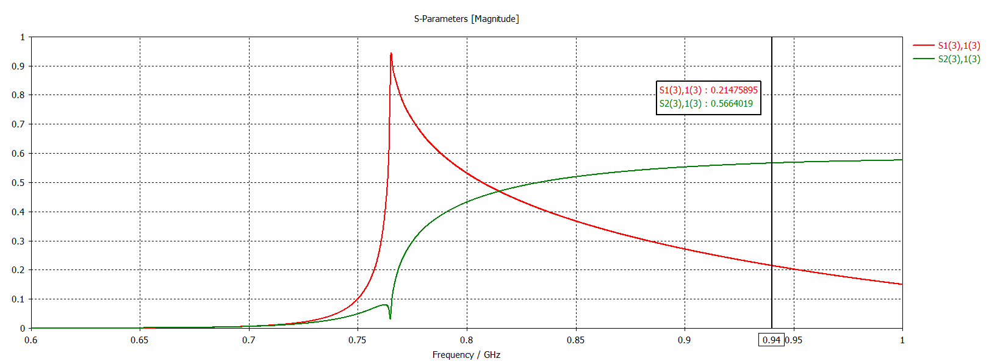 S-Parameters [Magnitude]
1
0.9
0.8
0.7
0.6
0.5
0.4
0.3
0.2
0.1
0
S1(3),1(3)
S2(3),1(3)
S1(3),1(3) : 0.21475895
S2(3),1(3) : 0.5664019
0.6 0.65 0.7 0.75 0.8 0.85 0.9 0.94 0.95 1
Frequency / GHz